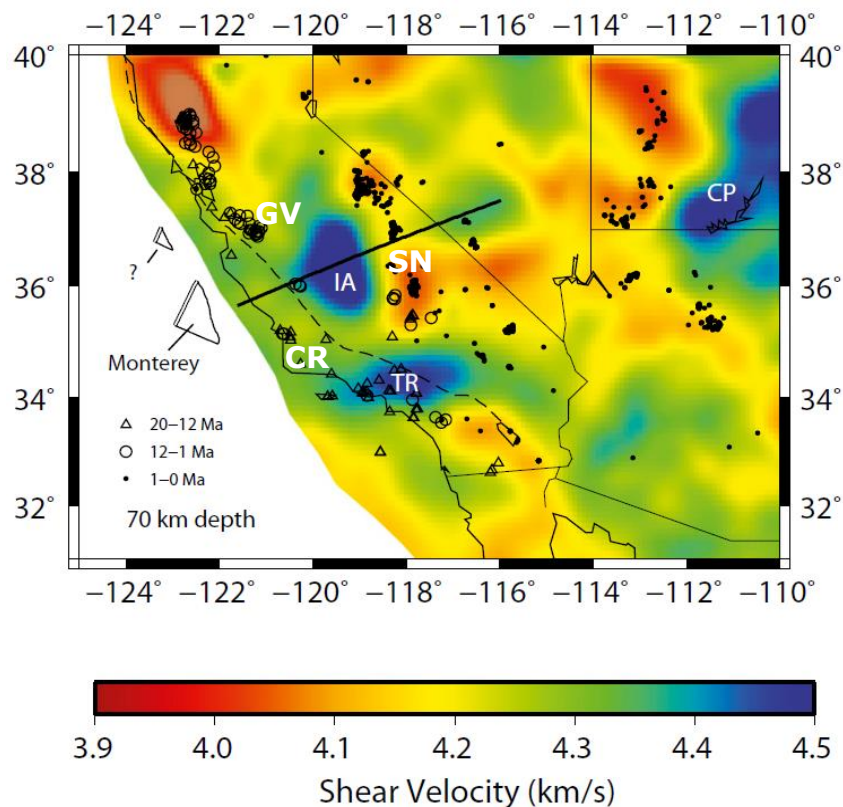 −124° −122° −120° −118° −116° −114° −112° −110°
40° 40°
38° 38°
CP
GV
SN
?
36° IA 36°
Monterey
CR
TR
34° 34°
△ 20−12 Ma
○ 12−1 Ma
• 1−0 Ma
32° 70 km depth 32°
−124° −122° −120° −118° −116° −114° −112° −110°
3.9 4.0 4.1 4.2 4.3 4.4 4.5
Shear Velocity (km/s)